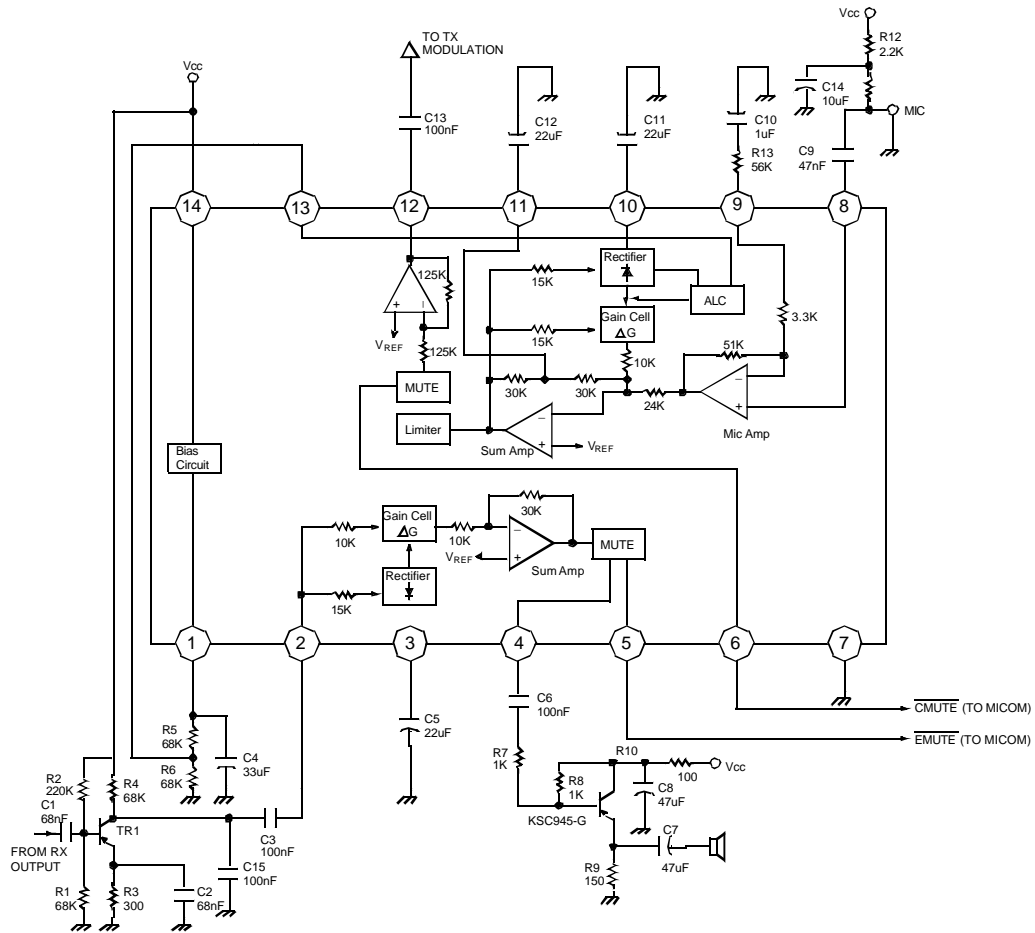 Vcc
R12
2.2K
TO TX
MODULATION
Vcc
C14
10uF
MIC
C13
100nF
C12
22uF
C11
22uF
C10
1uF
R13
56K
C9
47nF
14
13
12
11
10
9
8
125K
+
–
VREF
125K
MUTE
Limiter
15K
Rectifier
ALC
15K
Gain Cell
ΔG
10K
3.3K
51K
30K
30K
24K
–
+
Mic Amp
–
+
Sum Amp
VREF
Bias
Circuit
10K
Gain Cell
ΔG
10K
30K
–
+
VREF
Sum Amp
MUTE
15K
Rectifier
1
2
3
4
5
6
7
C6
100nF
C5
22uF
CMUTE (TO MICOM)
EMUTE (TO MICOM)
R5
68K
R6
68K
C4
33uF
R7
1K
R8
1K
R10
100
Vcc
C8
47uF
KSC945-G
C7
47uF
R9
150
R2
220K
R4
68K
C1
68nF
TR1
FROM RX
OUTPUT
C3
100nF
C15
100nF
R1
68K
R3
300
C2
68nF